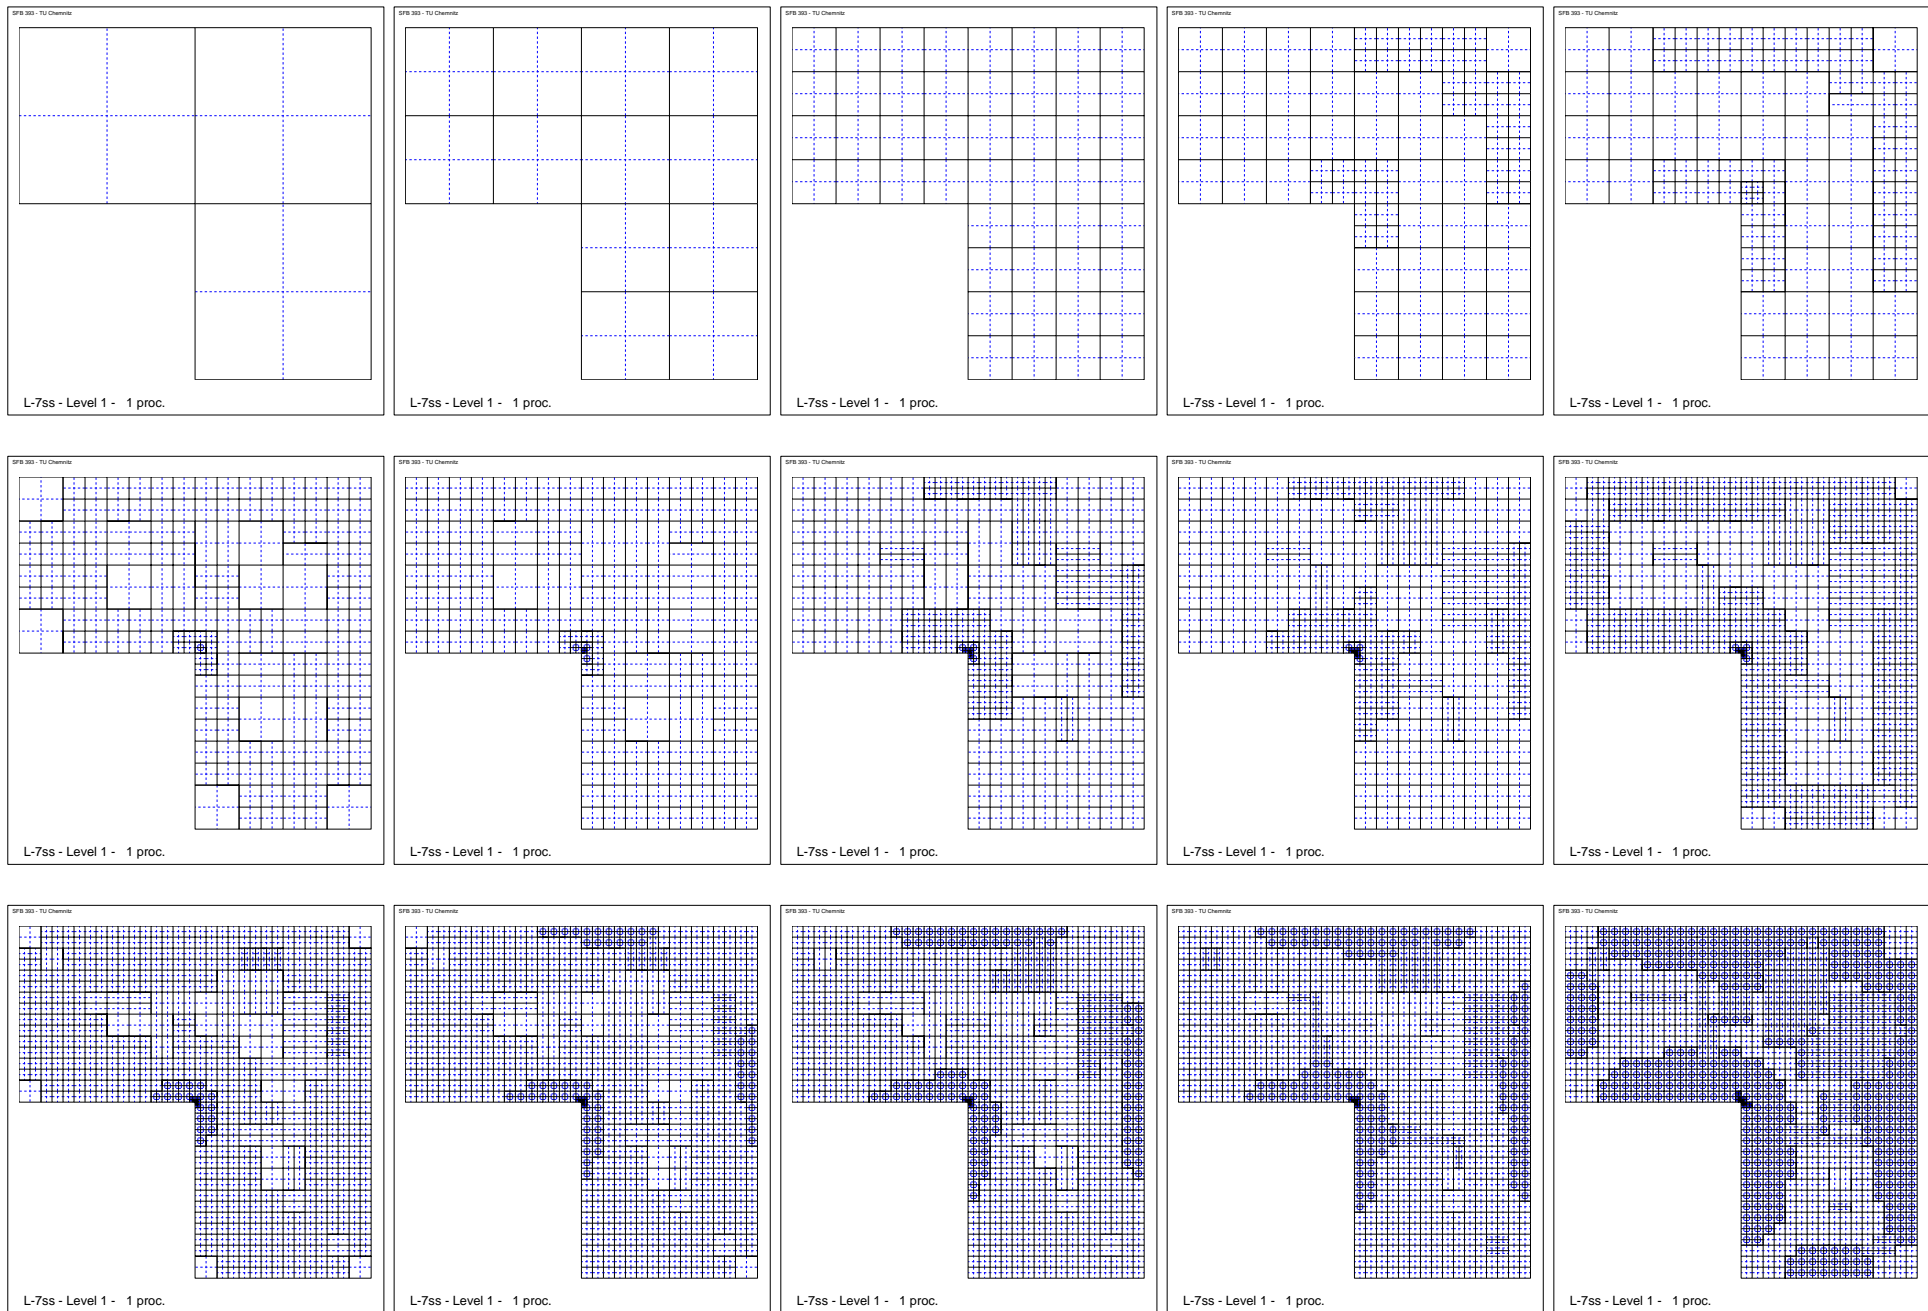 SFB 393 - TU Chemnitz
SFB 393 - TU Chemnitz
SFB 393 - TU Chemnitz
SFB 393 - TU Chemnitz
SFB 393 - TU Chemnitz
L-7ss - Level 1 -   1 proc.
L-7ss - Level 1 -   1 proc.
L-7ss - Level 1 -   1 proc.
L-7ss - Level 1 -   1 proc.
L-7ss - Level 1 -   1 proc.
SFB 393 - TU Chemnitz
SFB 393 - TU Chemnitz
SFB 393 - TU Chemnitz
SFB 393 - TU Chemnitz
SFB 393 - TU Chemnitz
L-7ss - Level 1 -   1 proc.
L-7ss - Level 1 -   1 proc.
L-7ss - Level 1 -   1 proc.
L-7ss - Level 1 -   1 proc.
L-7ss - Level 1 -   1 proc.
SFB 393 - TU Chemnitz
SFB 393 - TU Chemnitz
SFB 393 - TU Chemnitz
SFB 393 - TU Chemnitz
SFB 393 - TU Chemnitz
L-7ss - Level 1 -   1 proc.
L-7ss - Level 1 -   1 proc.
L-7ss - Level 1 -   1 proc.
L-7ss - Level 1 -   1 proc.
L-7ss - Level 1 -   1 proc.